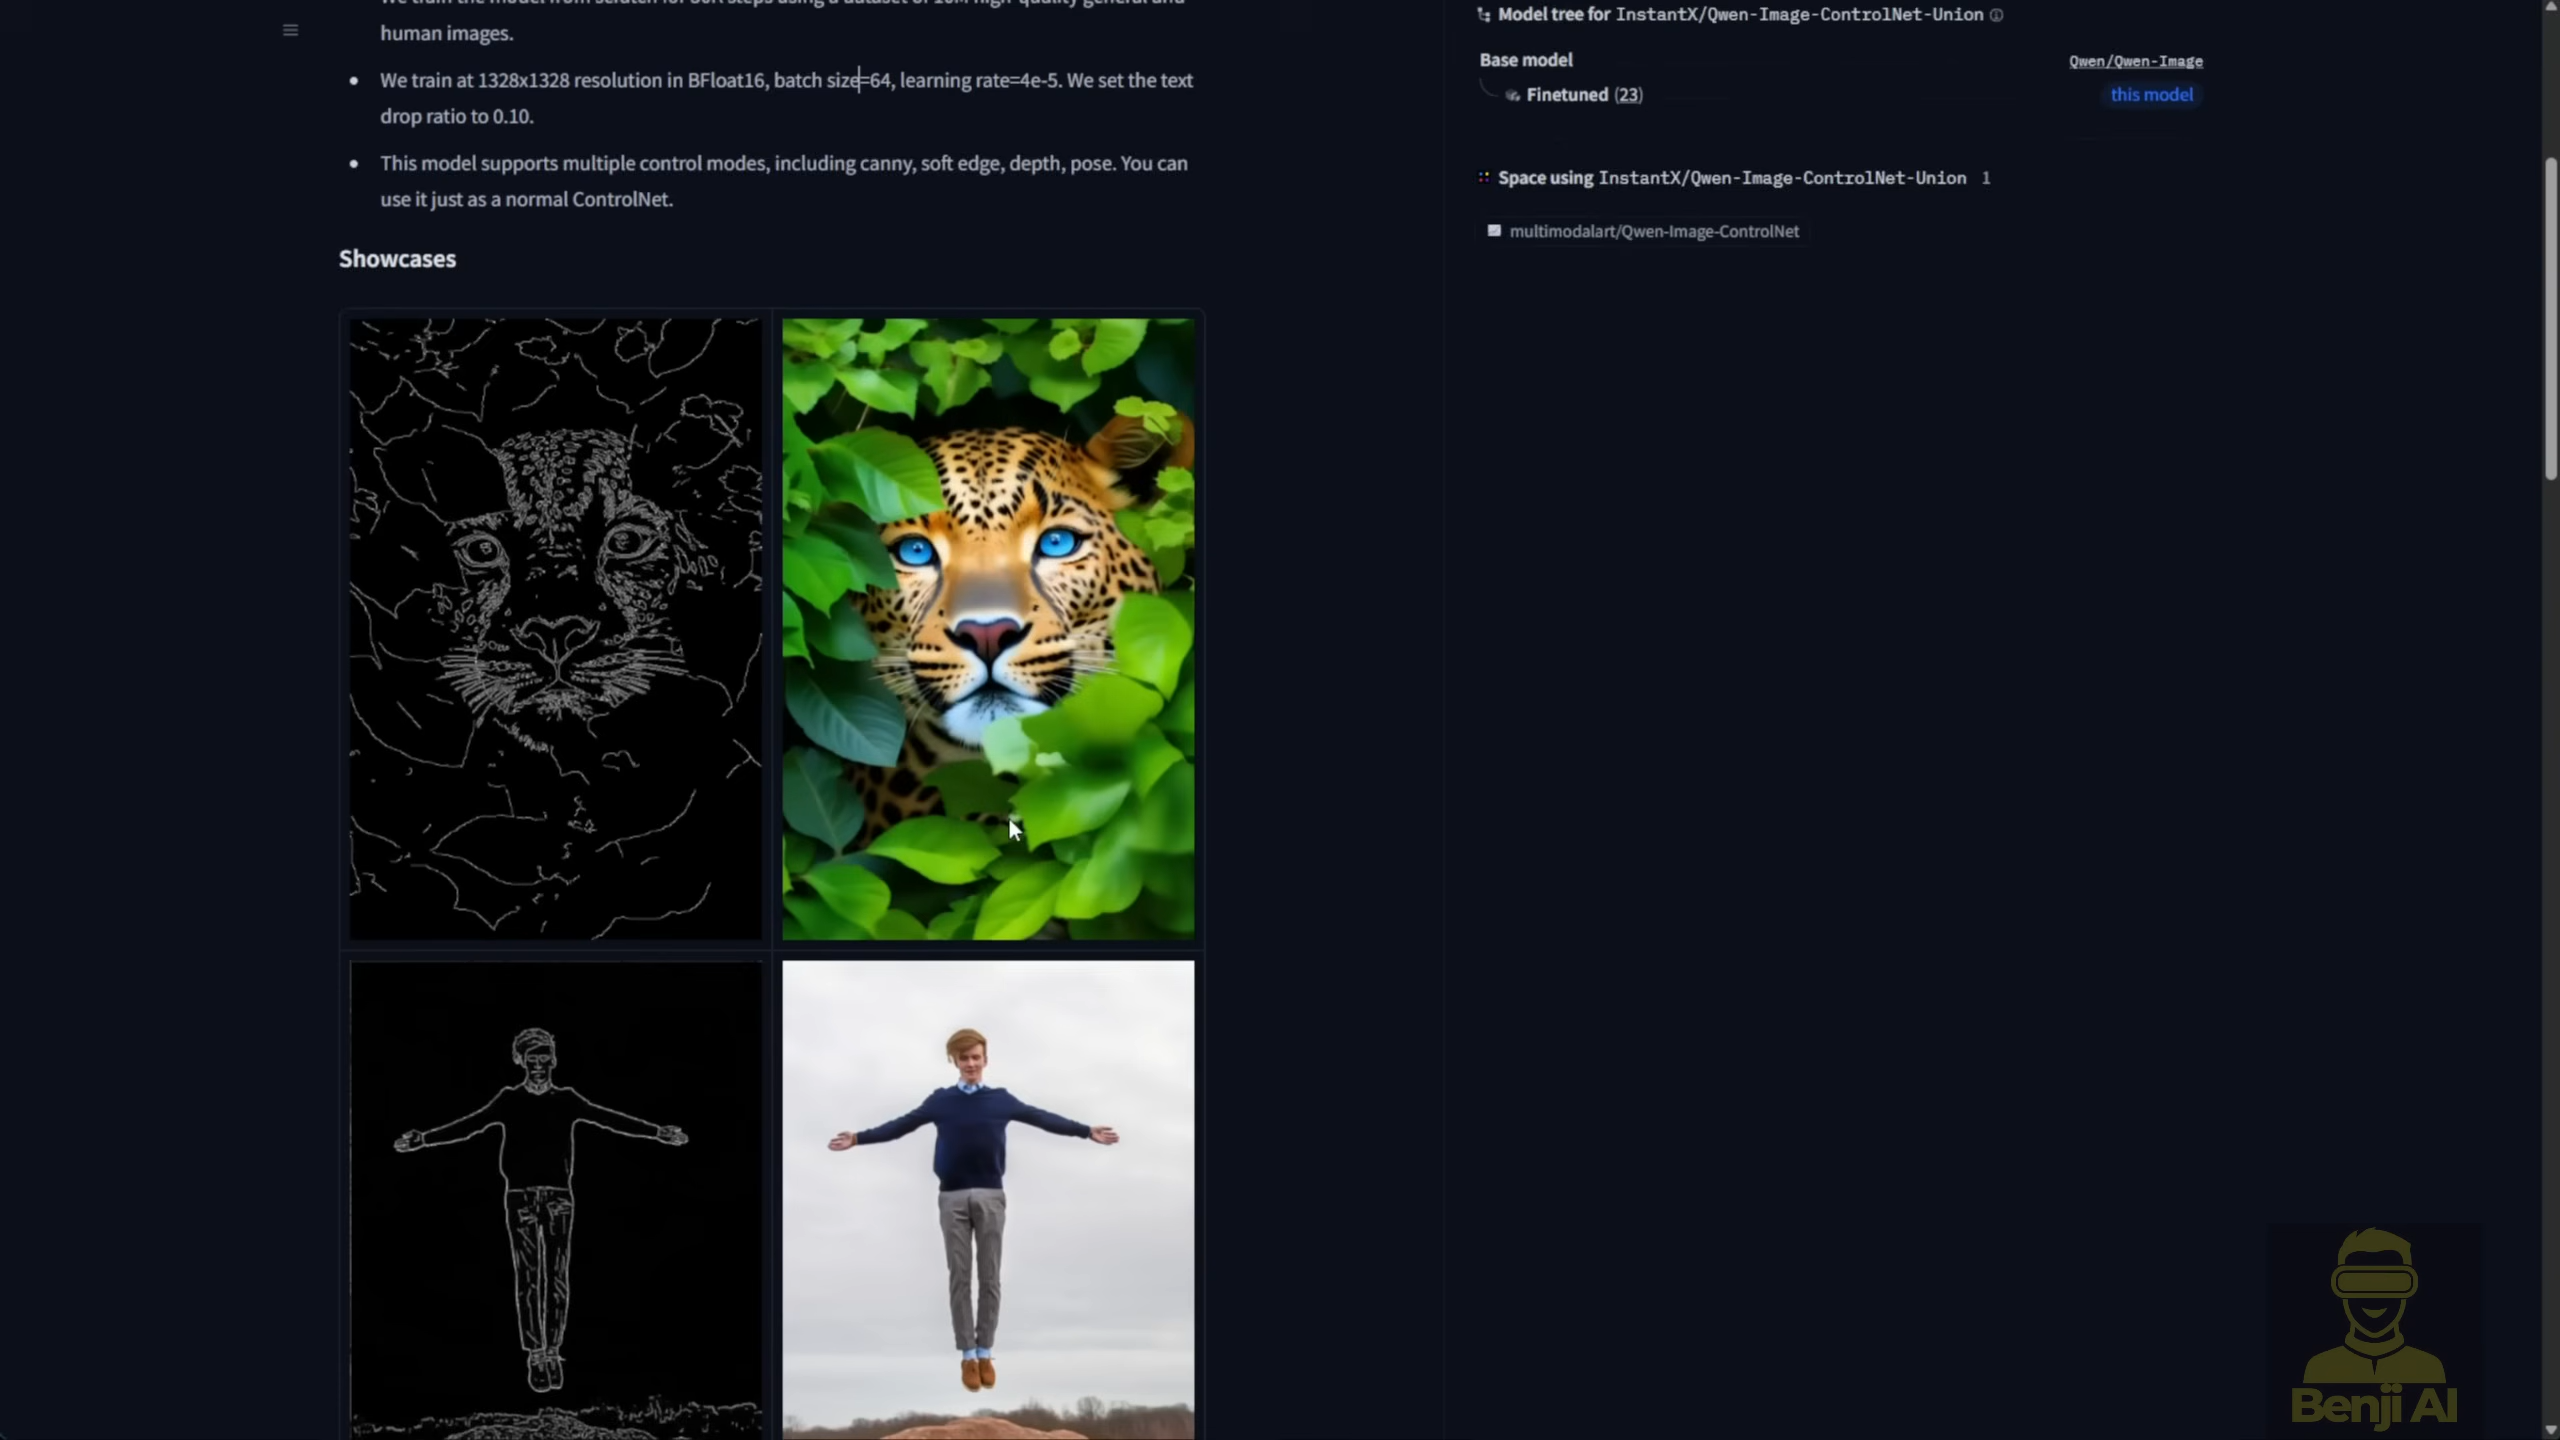 human images.
We train at 1328x1328 resolution in BFloat16, batch size=64, learning rate=4e-5. We set the text
drop ratio to 0.10.
This model supports multiple control modes, including canny, soft edge, depth, pose. You can
use it just as a normal ControlNet.
Showcases
Model tree for InstantX/Qwen-Image-ControlNet-Union
Base model
Qwen/Qwen-Image
Finetuned (23)
this model
Space using InstantX/Qwen-Image-ControlNet-Union 1
multimodalart/Qwen-Image-ControlNet
Benji AI